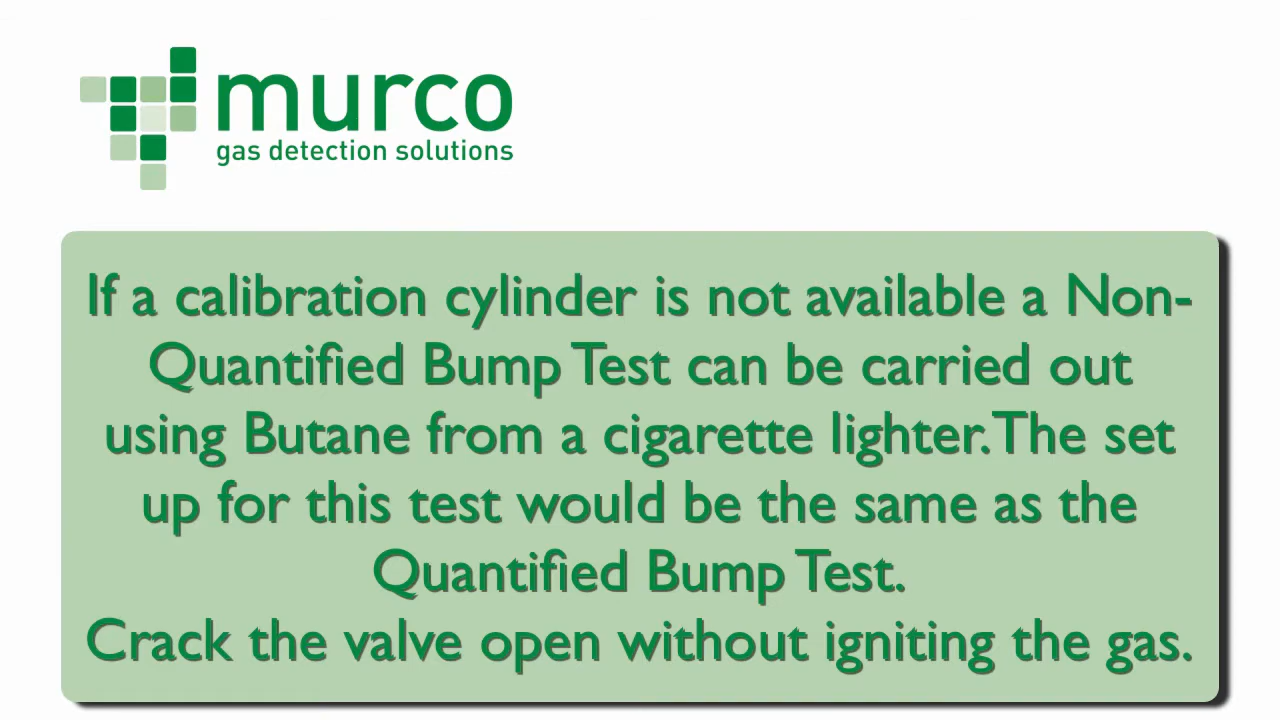 murco
gas detection solutions
If a calibration cylinder is not available a Non-
Quantified Bump Test can be carried out
using Butane from a cigarette lighter. The set
up for this test would be the same as the
Quantified Bump Test.
Crack the valve open without igniting the gas.